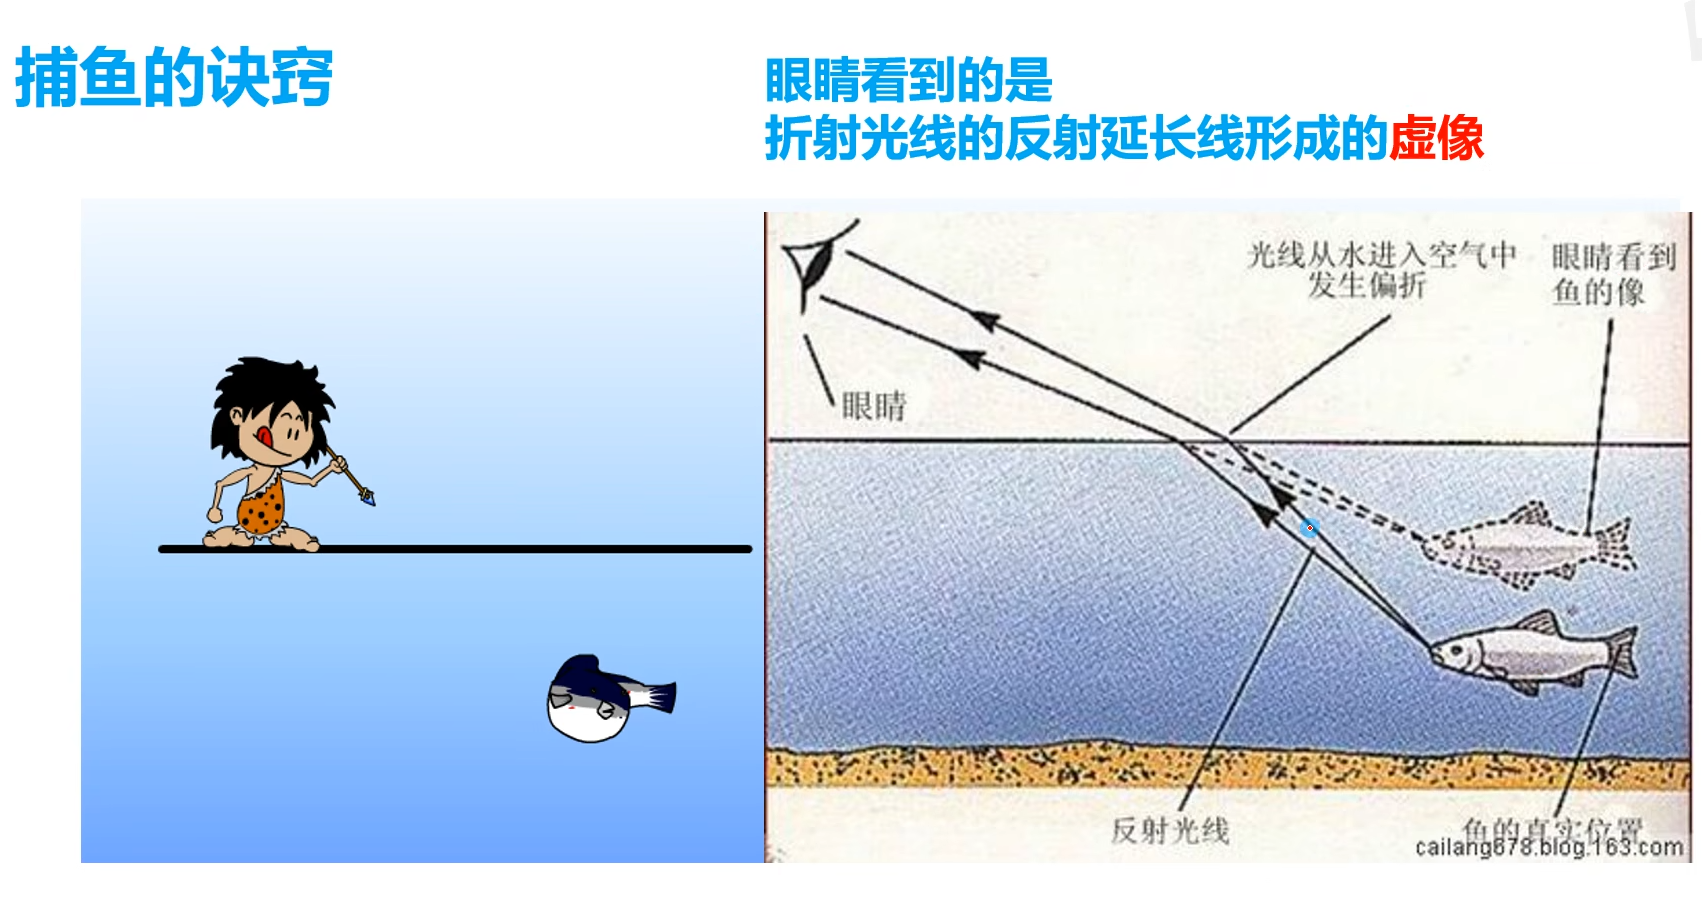 捕鱼的诀窍
眼睛看到的是
折射光线的反射延长线形成的虚像
光线从水进入空气中
发生偏折
眼睛看到
鱼的像
眼睛
反射光线
鱼的真实位置
cailang678.blog.163.com